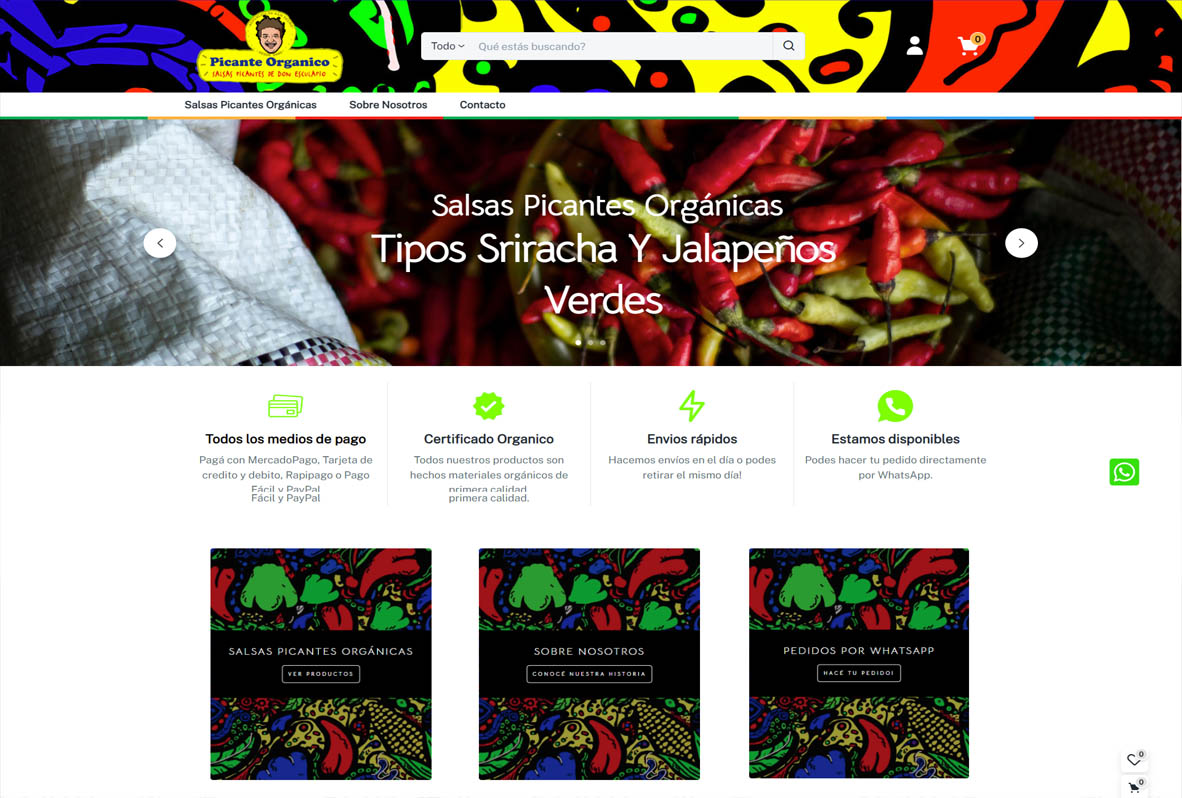 Picante Organico
SALSAS PICANTES DE DON ESCULAPIO
Todo
Qué estás buscando?
0
Salsas Picantes Orgánicas
Sobre Nosotros
Contacto
Salsas Picantes Orgánicas
Tipos Sriracha Y Jalapeños
Verdes
Todos los medios de pago
Pagá con MercadoPago, Tarjeta de
credito y debito, Rapipago o Pago
Fácil y PayPal
Fácil y PayPal
Certificado Organico
Todos nuestros productos son
hechos materiales orgánicos de
primera calidad
primera calidad.
Envios rápidos
Hacemos envíos en el día o podes
retirar el mismo día!
Estamos disponibles
Podes hacer tu pedido directamente
por WhatsApp.
SALSAS PICANTES ORGÁNICAS
VER PRODUCTOS
SOBRE NOSOTROS
CONOCÉ NUESTRA HISTORIA
PEDIDOS POR WHATSAPP
HACÉ TU PEDIDO!
0
0